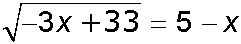 √(-3x + 33) = 5 - x